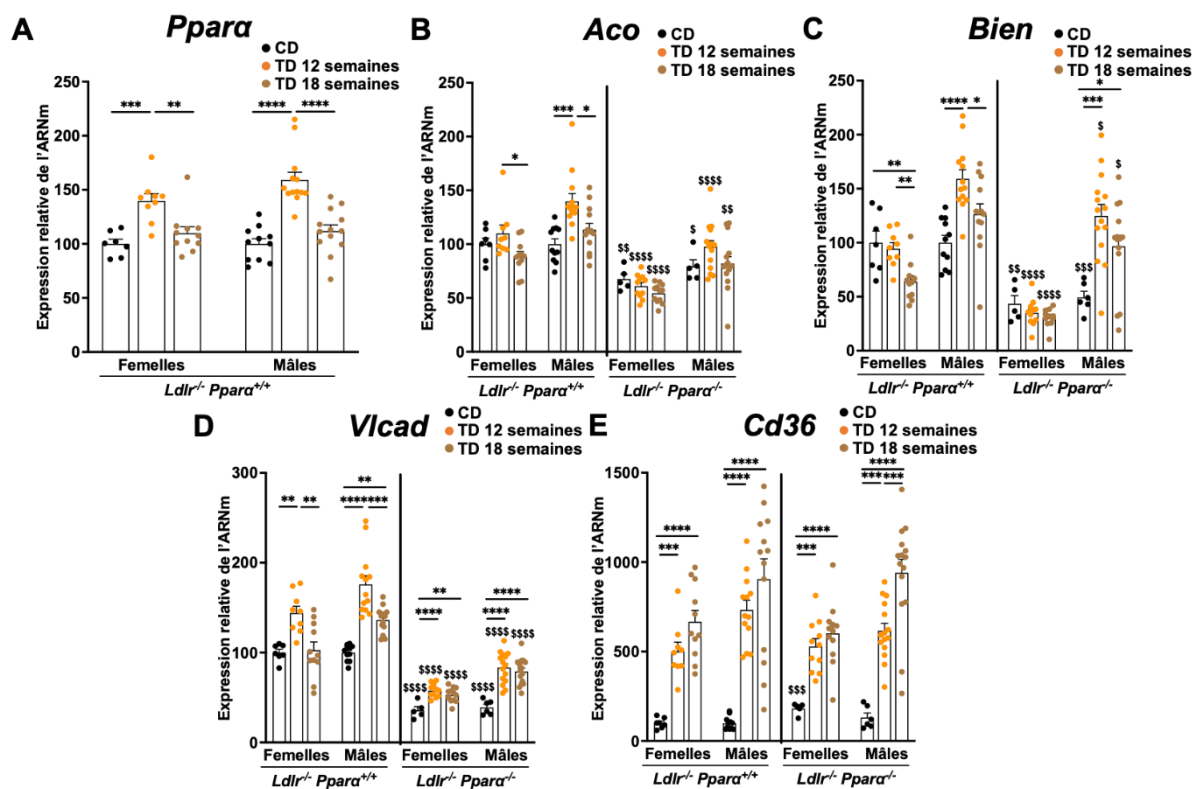 A
Pparα
CD
TD 12 semaines
TD 18 semaines
Expression relative de l'ARNm
250
200
150
100
50
0
***
**
****
****
Femelles
Mâles
Ldlr-/- Pparα+/+
B
Aco
CD
TD 12 semaines
TD 18 semaines
Expression relative de l'ARNm
250
200
150
100
50
0
*
***
*
$$
$$$$
$$$$
$
$$$$
$$
Femelles
Mâles
Femelles
Mâles
Ldlr-/- Pparα+/+
Ldlr-/- Pparα-/-
C
Bien
CD
TD 12 semaines
TD 18 semaines
Expression relative de l'ARNm
250
200
150
100
50
0
**
**
****
*
*
***
$$
$$$$
$$$$
$$$
$
$
Femelles
Mâles
Femelles
Mâles
Ldlr-/- Pparα+/+
Ldlr-/- Pparα-/-
D
Vlcad
CD
TD 12 semaines
TD 18 semaines
Expression relative de l'ARNm
300
200
100
0
**
**
**
****
***
**
****
****
****
$$$$
$$$$
$$$$
$$$$
$$$$
$$$$
Femelles
Mâles
Femelles
Mâles
Ldlr-/- Pparα+/+
Ldlr-/- Pparα-/-
E
Cd36
CD
TD 12 semaines
TD 18 semaines
Expression relative de l'ARNm
1500
1000
500
0
****
***
****
****
****
***
****
***
***
$$$
Femelles
Mâles
Femelles
Mâles
Ldlr-/- Pparα+/+
Ldlr-/- Pparα-/-